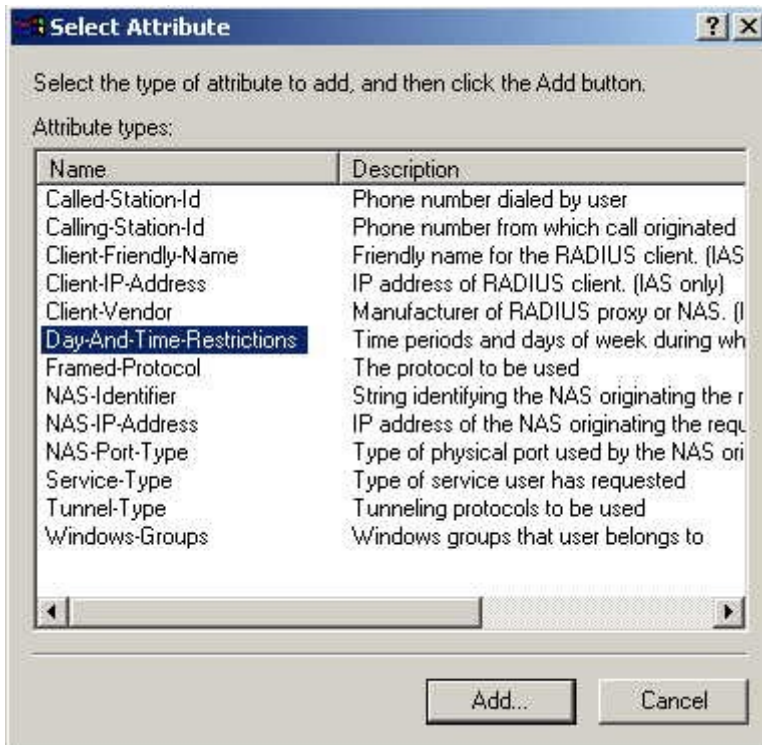 Select Attribute
Select the type of attribute to add, and then click the Add button.
Attribute types:
Name Description
Called-Station-Id Phone number dialed by user
Calling-Station-Id Phone number from which call originated
Client-Friendly-Name Friendly name for the RADIUS client. (IAS
Client-IP-Address IP address of RADIUS client. (IAS only)
Client-Vendor Manufacturer of RADIUS proxy or NAS. (I
Day-And-Time-Restrictions Time periods and days of week during wh
Framed-Protocol The protocol to be used
NAS-Identifier String identifying the NAS originating the r
NAS-IP-Address IP address of the NAS originating the requ
NAS-Port-Type Type of physical port used by the NAS ori
Service-Type Type of service user has requested
Tunnel-Type Tunneling protocols to be used
Windows-Groups Windows groups that user belongs to
Add... Cancel